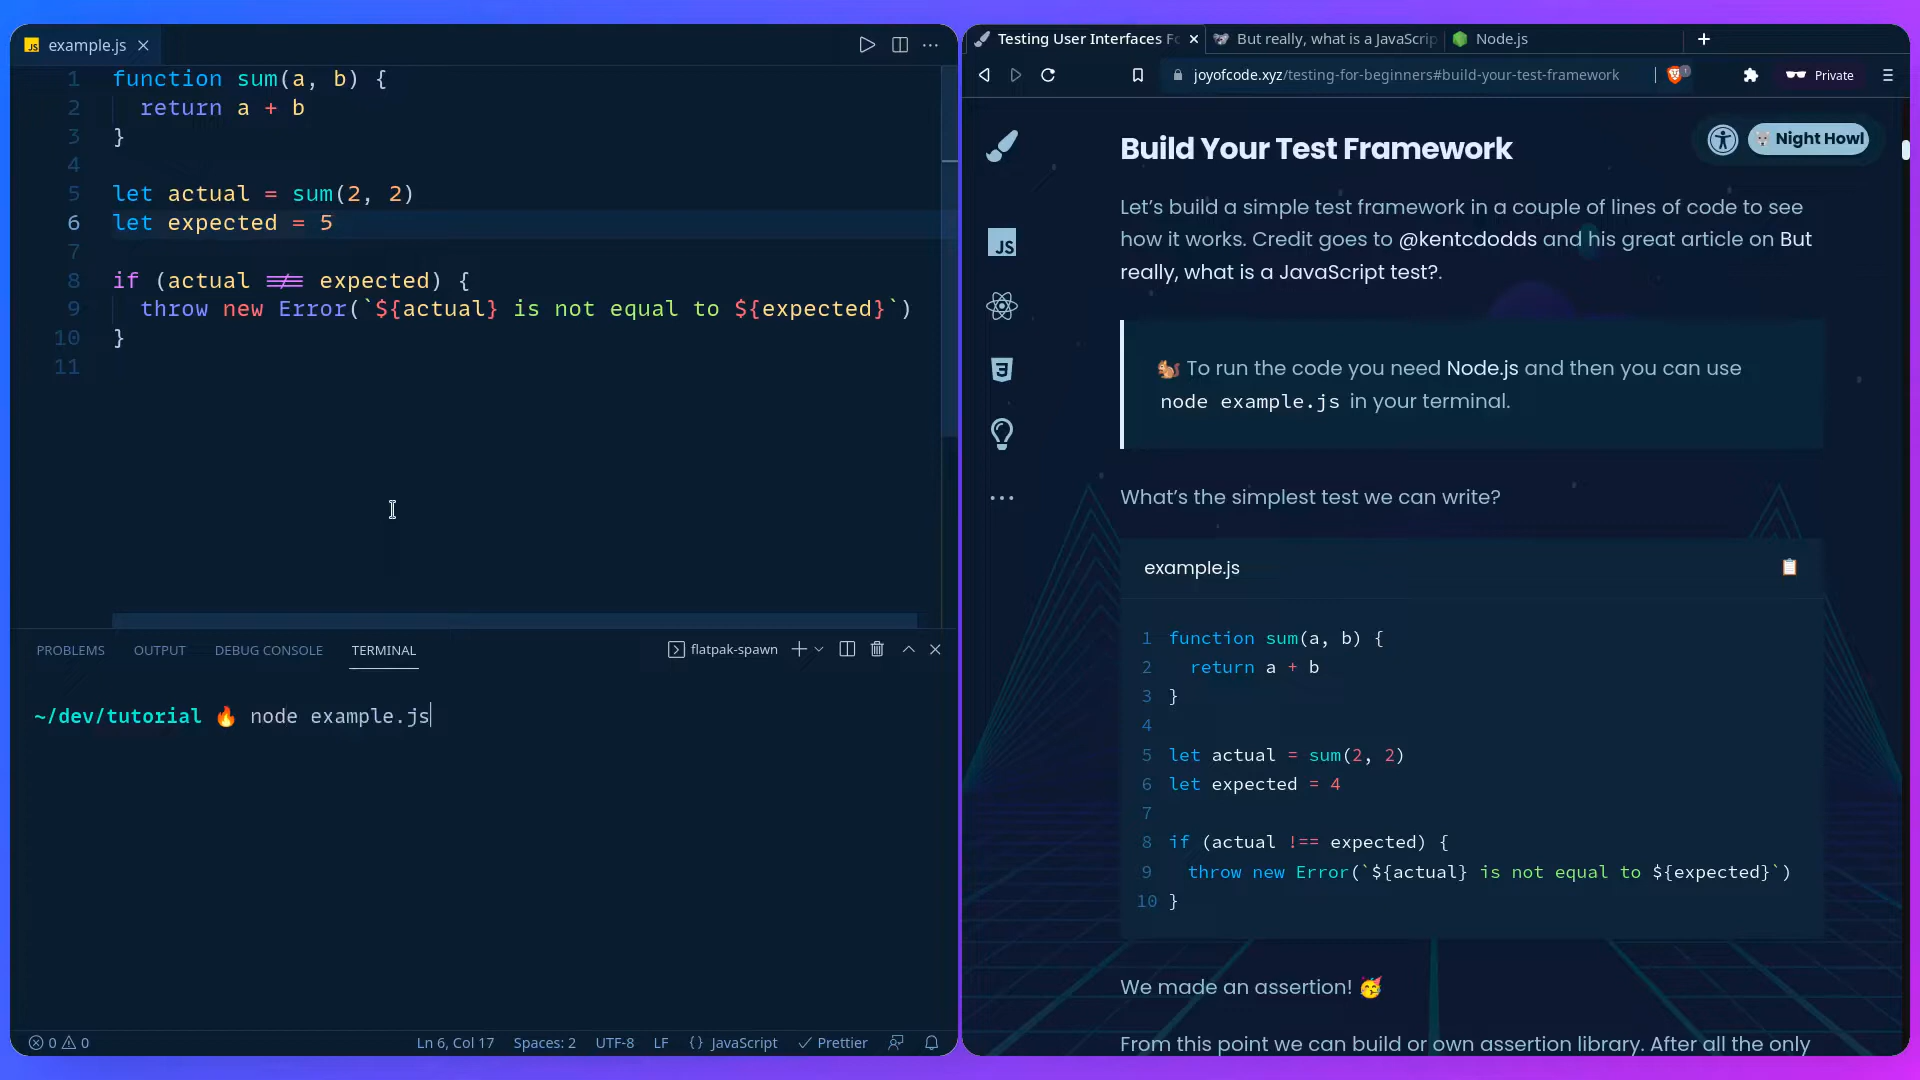 JS example.js
1 function sum(a, b) {
2 return a + b
3 }
4
5 let actual = sum(2, 2)
6 let expected = 5
7
8 if (actual !== expected) {
9 throw new Error(`${actual} is not equal to ${expected}`)
10 }
11
PROBLEMS OUTPUT DEBUG CONSOLE TERMINAL flatpak-spawn
~/dev/tutorial 🔥 node example.js
0 0 Ln 6, Col 17 Spaces: 2 UTF-8 LF {} JavaScript Prettier
Testing User Interfaces Fo But really, what is a JavaScrip Node.js
joyofcode.xyz/testing-for-beginners#build-your-test-framework 1 Private
Build Your Test Framework
Night Howl
JS
Let’s build a simple test framework in a couple of lines of code to see
how it works. Credit goes to @kentcdodds and his great article on But
really, what is a JavaScript test?.
🐿️ To run the code you need Node.js and then you can use
node example.js in your terminal.
What’s the simplest test we can write?
example.js
1 function sum(a, b) {
2 return a + b
3 }
4
5 let actual = sum(2, 2)
6 let expected = 4
7
8 if (actual !== expected) {
9 throw new Error(`${actual} is not equal to ${expected}`)
10 }
We made an assertion! 🥳
From this point we can build or own assertion library. After all the only